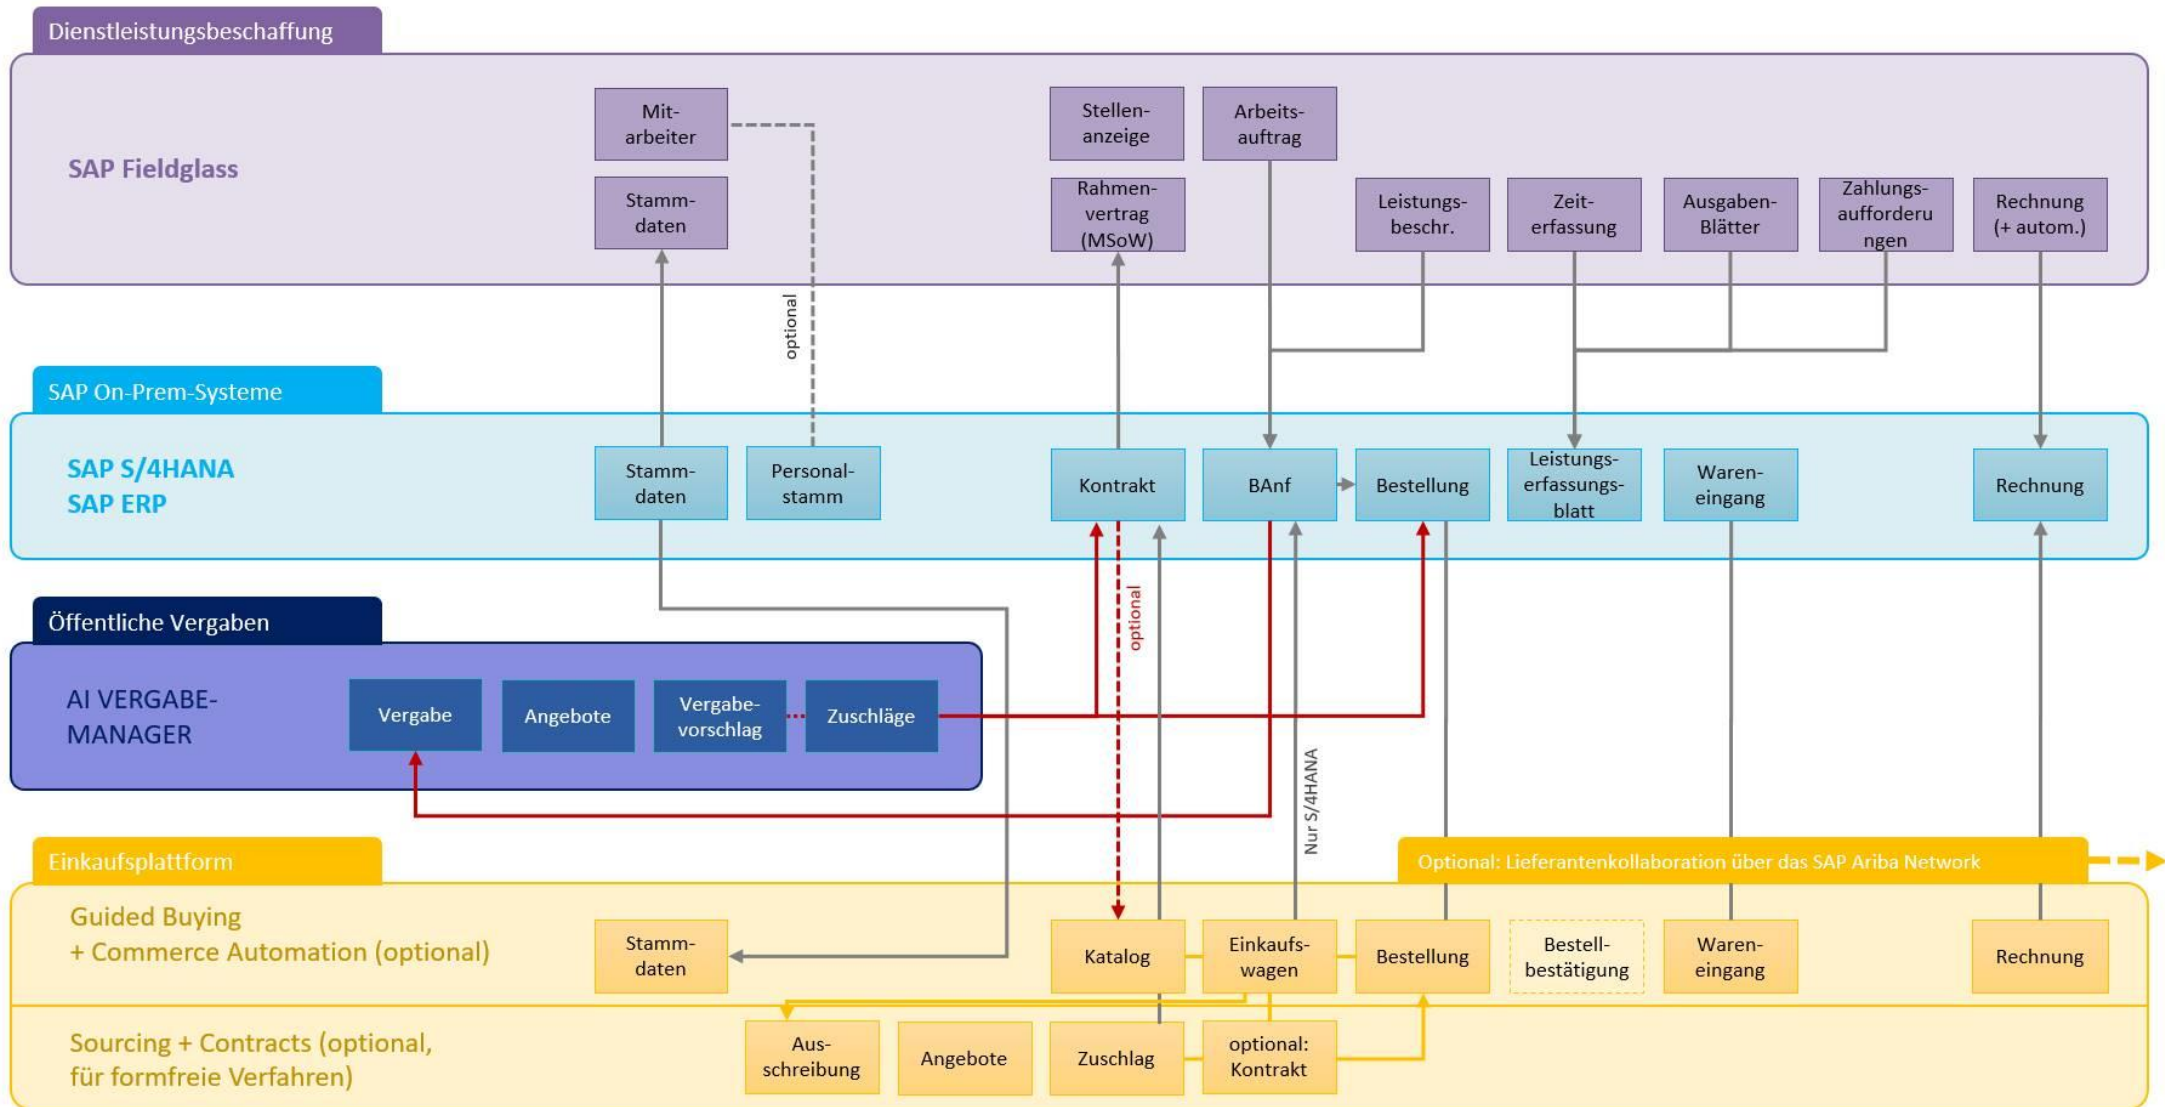 Dienstleistungsbeschaffung
SAP Fieldglass
Mit-
arbeiter
Stellen-
anzeige
Arbeits-
auftrag
Stamm-
daten
Rahmen-
vertrag
(MSoW)
Leistungs-
beschr.
Zeit-
erfassung
Ausgaben-
Blätter
Zahlungs-
aufforderu
ngen
Rechnung
(+ autom.)
optional
SAP On-Prem-Systeme
SAP S/4HANA
SAP ERP
Stamm-
daten
Personal-
stamm
Kontrakt
BAnf
Bestellung
Leistungs-
erfassungs-
blatt
Waren-
eingang
Rechnung
optional
Öffentliche Vergaben
AI VERGABE-
MANAGER
Vergabe
Angebote
Vergabe-
vorschlag
Zuschläge
Nur S/4HANA
Einkaufsplattform
Optional: Lieferantenkollaboration über das SAP Ariba Network
Guided Buying
+ Commerce Automation (optional)
Stamm-
daten
Katalog
Einkaufs-
wagen
Bestellung
Bestell-
bestätigung
Waren-
eingang
Rechnung
Sourcing + Contracts (optional,
für formfreie Verfahren)
Aus-
schreibung
Angebote
Zuschlag
optional:
Kontrakt